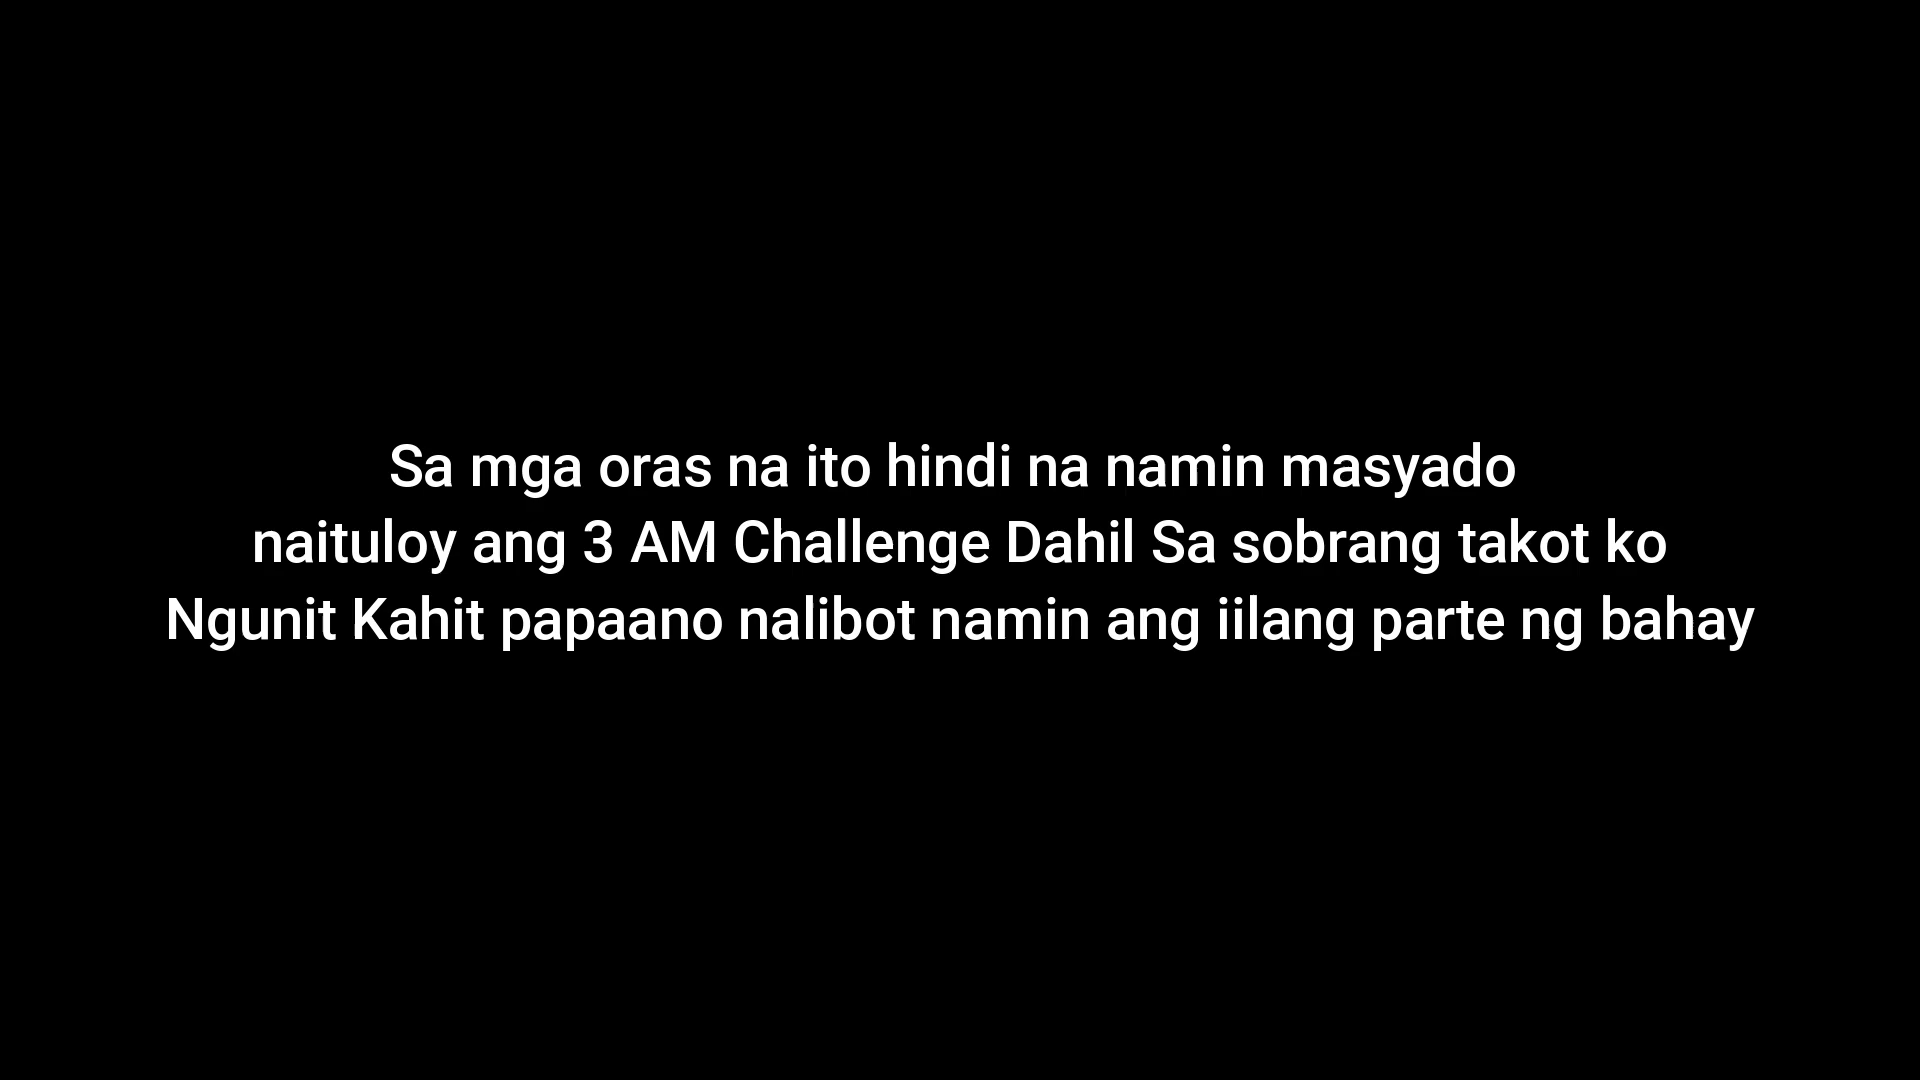 Sa mga oras na ito hindi na namin masyado
naituloy ang 3 AM Challenge Dahil Sa sobrang takot ko
Ngunit Kahit papaano nalibot namin ang iilang parte ng bahay